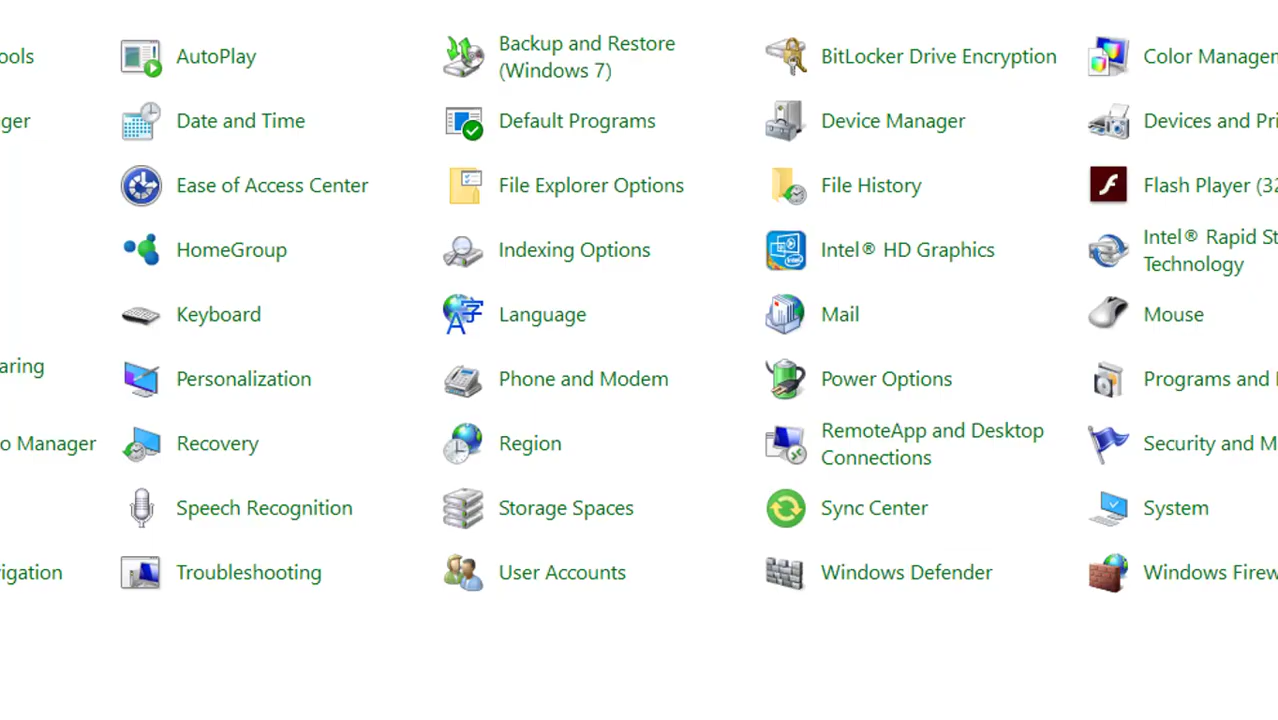 ools
AutoPlay
Backup and Restore
(Windows 7)
BitLocker Drive Encryption
Color Managem
ger
Date and Time
Default Programs
Device Manager
Devices and Pri
Ease of Access Center
File Explorer Options
File History
Flash Player (32
HomeGroup
Indexing Options
Intel® HD Graphics
Intel® Rapid St
Technology
Keyboard
Language
Mail
Mouse
aring
Personalization
Phone and Modem
Power Options
Programs and
o Manager
Recovery
Region
RemoteApp and Desktop
Connections
Security and M
Speech Recognition
Storage Spaces
Sync Center
System
igation
Troubleshooting
User Accounts
Windows Defender
Windows Firew